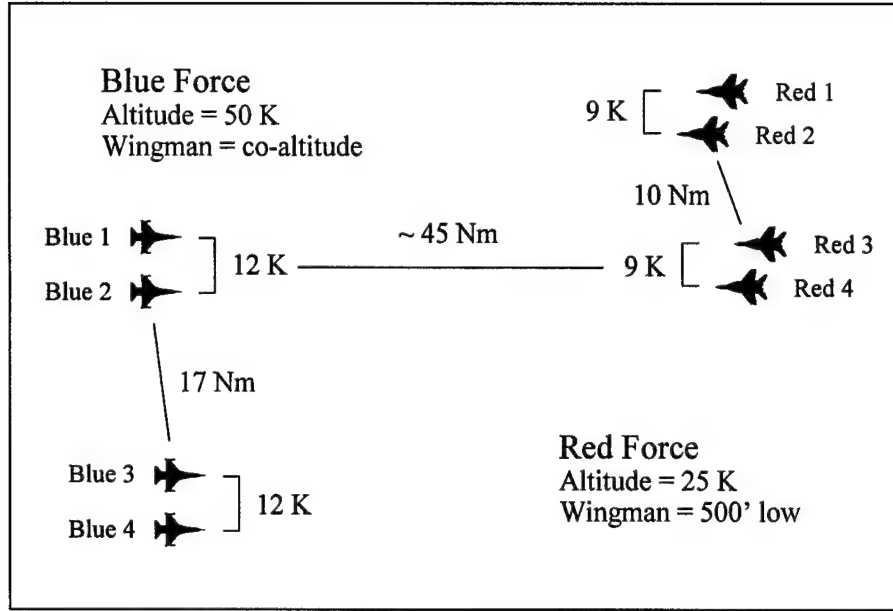 Blue Force
Altitude = 50 K
Wingman = co-altitude
9 K
Red 1
Red 2
10 Nm
Blue 1
Blue 2
12 K
~ 45 Nm
9 K
Red 3
Red 4
17 Nm
Blue 3
Blue 4
12 K
Red Force
Altitude = 25 K
Wingman = 500' low